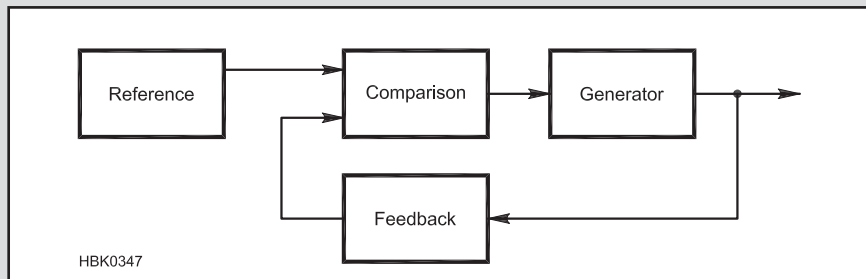 Reference
Comparison
Generator
Feedback
HBK0347